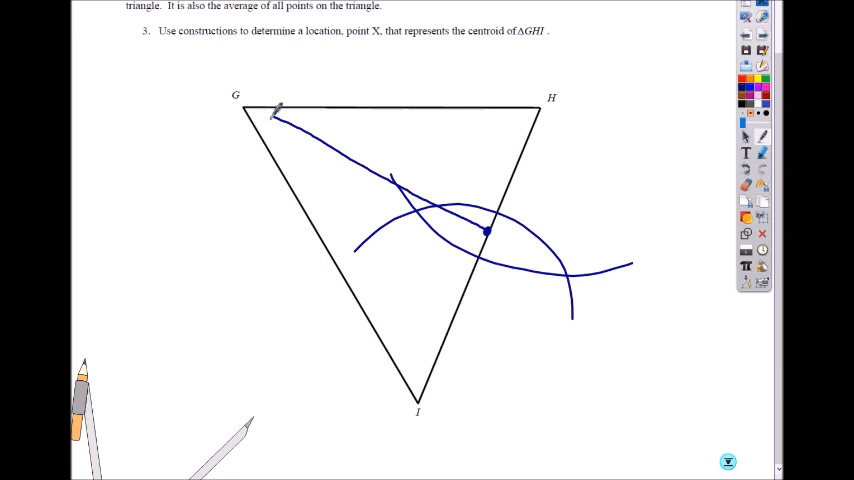 triangle. It is also the average of all points on the triangle.
3. Use constructions to determine a location, point X, that represents the centroid of ΔGHI .
G
H
I